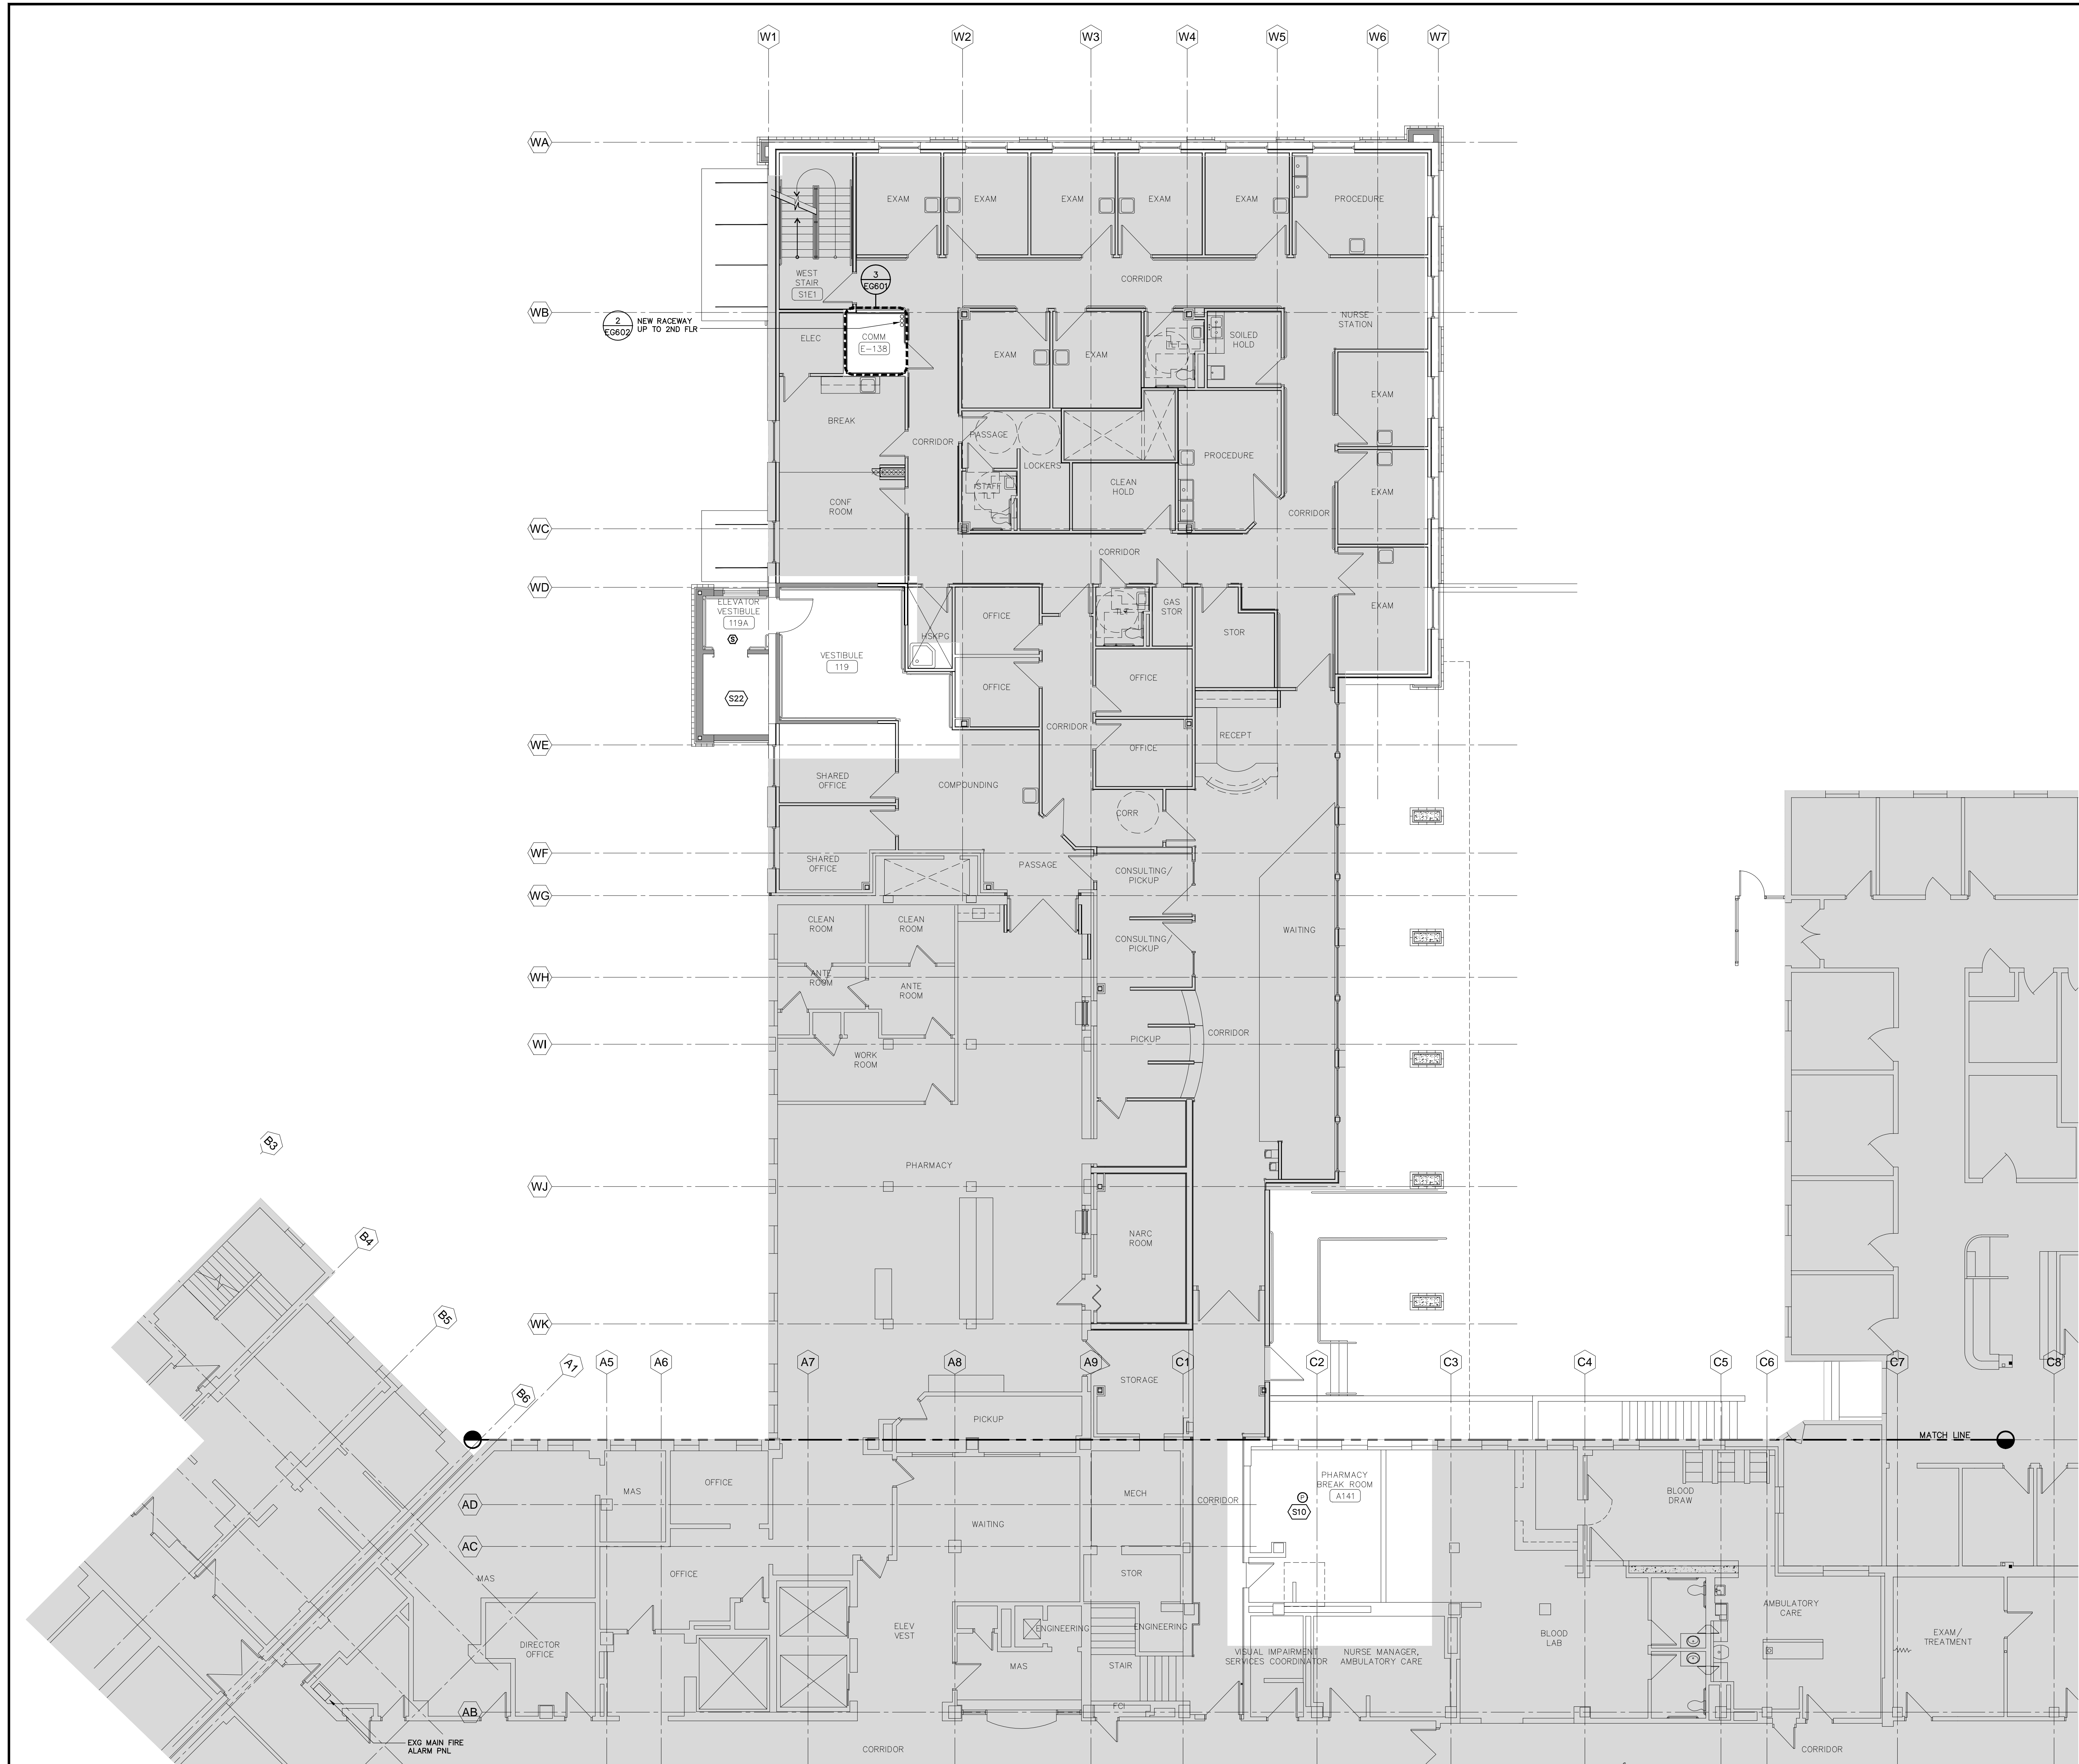 W1
W2
W3
W4
W5
W6
W7
WA
EXAM
EXAM
EXAM
EXAM
EXAM
PROCEDURE
WEST
STAIR
S1E1
3
EG601
CORRIDOR
WB
2
EG602
NEW RACEWAY
UP TO 2ND FLR
ELEC
COMM
E-138
EXAM
EXAM
TLT
SOILED
HOLD
NURSE
STATION
EXAM
BREAK
CORRIDOR
PASSAGE
LOCKERS
PROCEDURE
STAFF
TLT
CLEAN
HOLD
EXAM
CONF
ROOM
CORRIDOR
WC
CORRIDOR
WD
ELEVATOR
VESTIBULE
119A
S
S22
VESTIBULE
119
HSKPG
OFFICE
OFFICE
TLT
GAS
STOR
STOR
EXAM
OFFICE
CORRIDOR
OFFICE
RECEPT
WE
SHARED
OFFICE
COMPOUNDING
CORR
WF
SHARED
OFFICE
PASSAGE
CONSULTING/
PICKUP
WG
CLEAN
ROOM
CLEAN
ROOM
CONSULTING/
PICKUP
WAITING
WH
ANTE
ROOM
ANTE
ROOM
WI
WORK
ROOM
PICKUP
CORRIDOR
B3
PHARMACY
WJ
NARC
ROOM
B4
B5
WK
B6
A1
A5
A6
A7
A8
A9
C1
C2
C3
C4
C5
C6
C7
C8
STORAGE
PICKUP
MATCH LINE
AD
MAS
OFFICE
WAITING
MECH
CORRIDOR
PHARMACY
BREAK ROOM
A141
P
S10
BLOOD
DRAW
AC
MAS
OFFICE
STOR
DIRECTOR
OFFICE
ELEV
VEST
ENGINEERING
ENGINEERING
MAS
STAIR
VISUAL IMPAIRMENT
SERVICES COORDINATOR
NURSE MANAGER,
AMBULATORY CARE
BLOOD
LAB
AMBULATORY
CARE
EXAM/
TREATMENT
AB
EXG MAIN FIRE
ALARM PNL
CORRIDOR
CORRIDOR